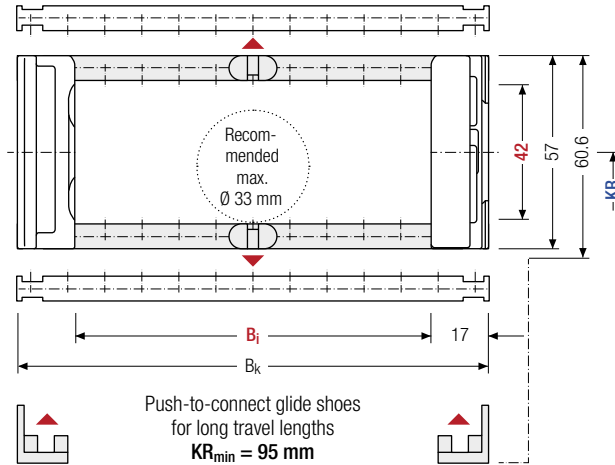 Recom-
mended
max.
Ø 33 mm
42
57
60.6
KR
Bi
17
Bk
Push-to-connect glide shoes
for long travel lengths
KRmin = 95 mm